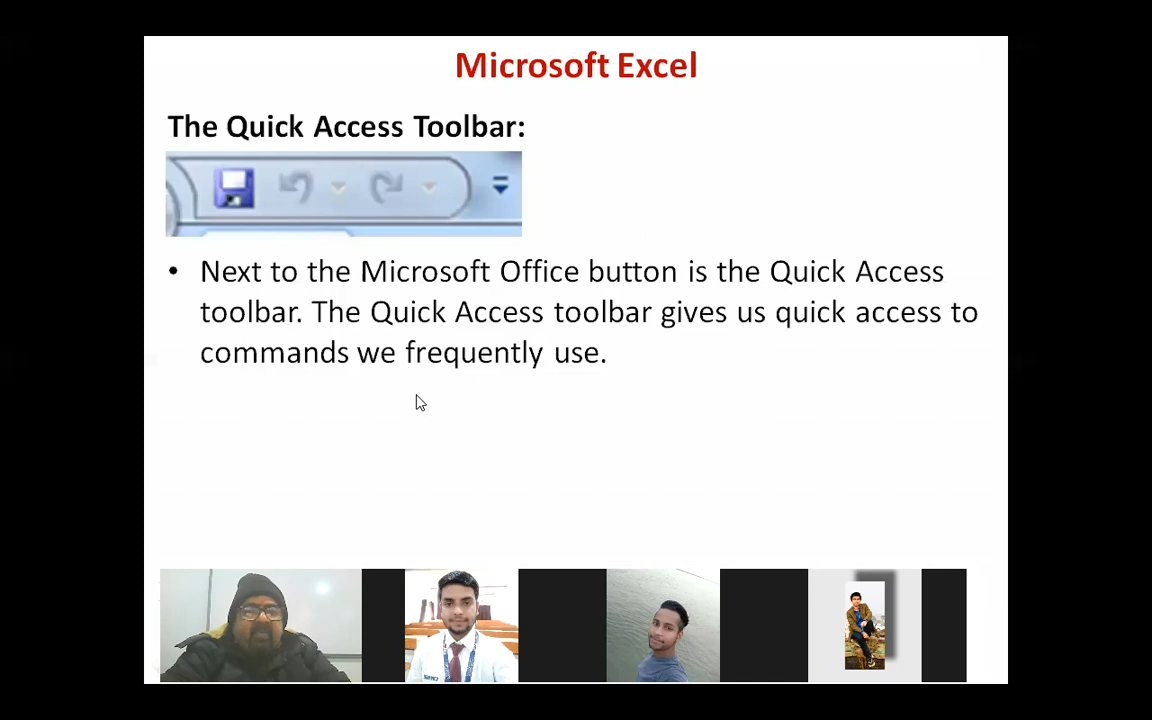 Microsoft Excel
The Quick Access Toolbar:
• Next to the Microsoft Office button is the Quick Access
toolbar. The Quick Access toolbar gives us quick access to
commands we frequently use.